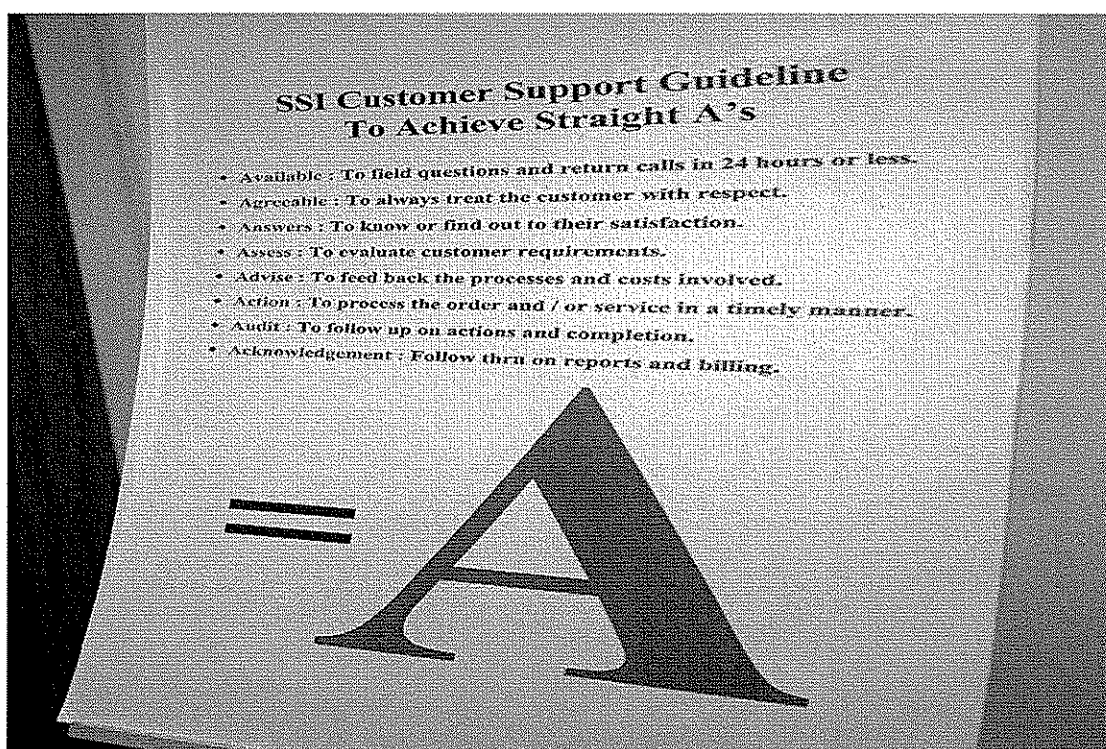 SSI Customer Support Guideline
To Achieve Straight A's
• Available : To field questions and return calls in 24 hours or less.
• Agreeable : To always treat the customer with respect.
• Answers : To know or find out to their satisfaction.
• Assess : To evaluate customer requirements.
• Advise : To feed back the processes and costs involved.
• Action : To process the order and / or service in a timely manner.
• Audit : To follow up on actions and completion.
• Acknowledgement : Follow thru on reports and billing.
= A